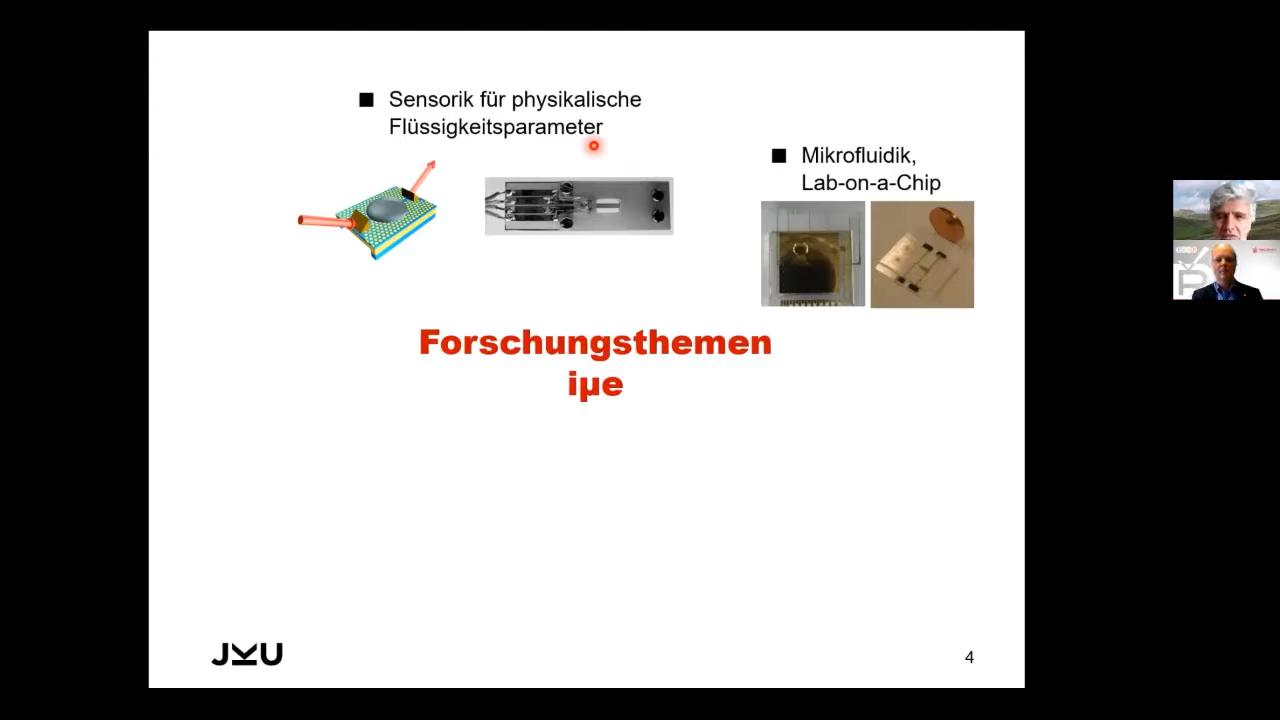 Sensorik für physikalische
Flüssigkeitsparameter
Mikrofluidik,
Lab-on-a-Chip
Forschungsthemen
iµe
JKU
4